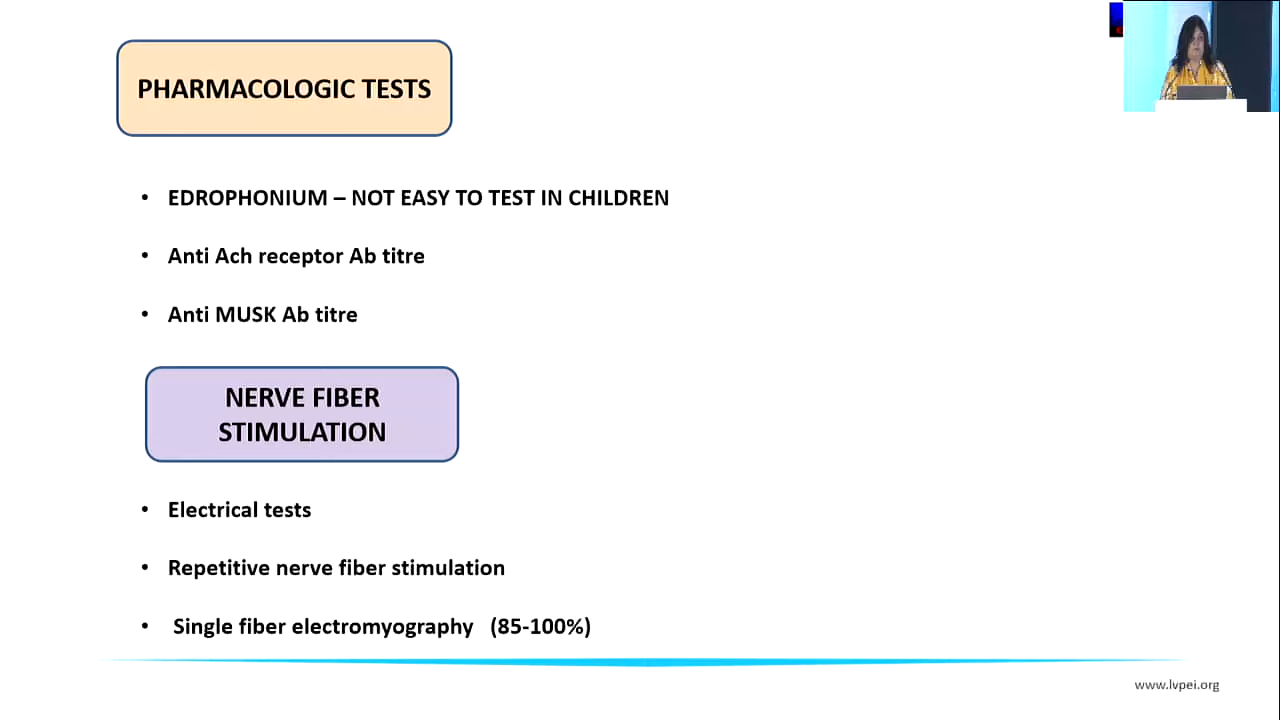 PHARMACOLOGIC TESTS
• EDROPHONIUM – NOT EASY TO TEST IN CHILDREN
• Anti Ach receptor Ab titre
• Anti MUSK Ab titre
NERVE FIBER
STIMULATION
• Electrical tests
• Repetitive nerve fiber stimulation
• Single fiber electromyography (85-100%)
www.lvpei.org